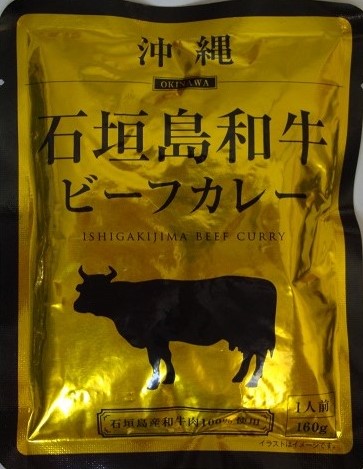 沖縄
OKINAWA
石垣島和牛
ビーフカレー
ISHIGAKIJIMA BEEF CURRY
1人前
160g
石垣島産和牛肉100%使用
イラストはイメージです。